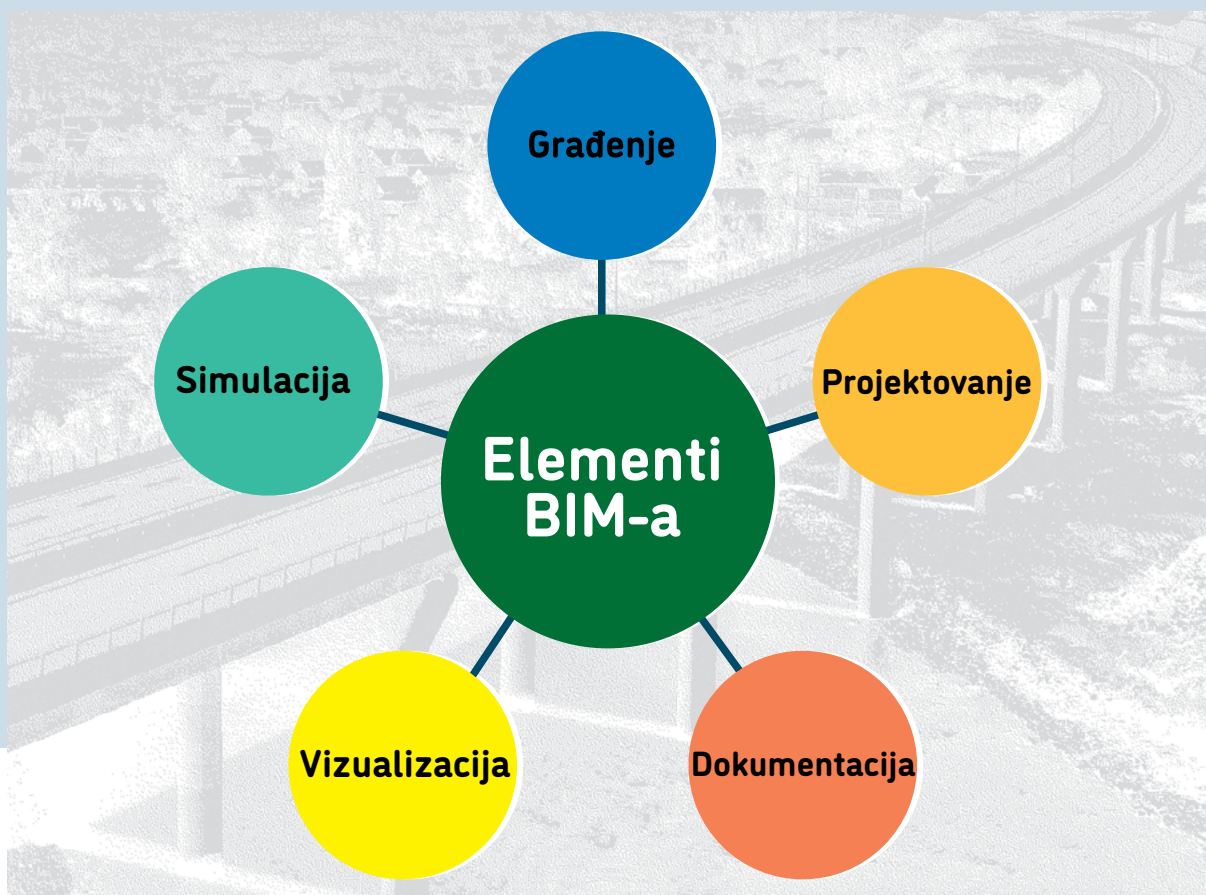 Građenje
Simulacija
Projektovanje
Elementi
BIM-a
Vizualizacija
Dokumentacija